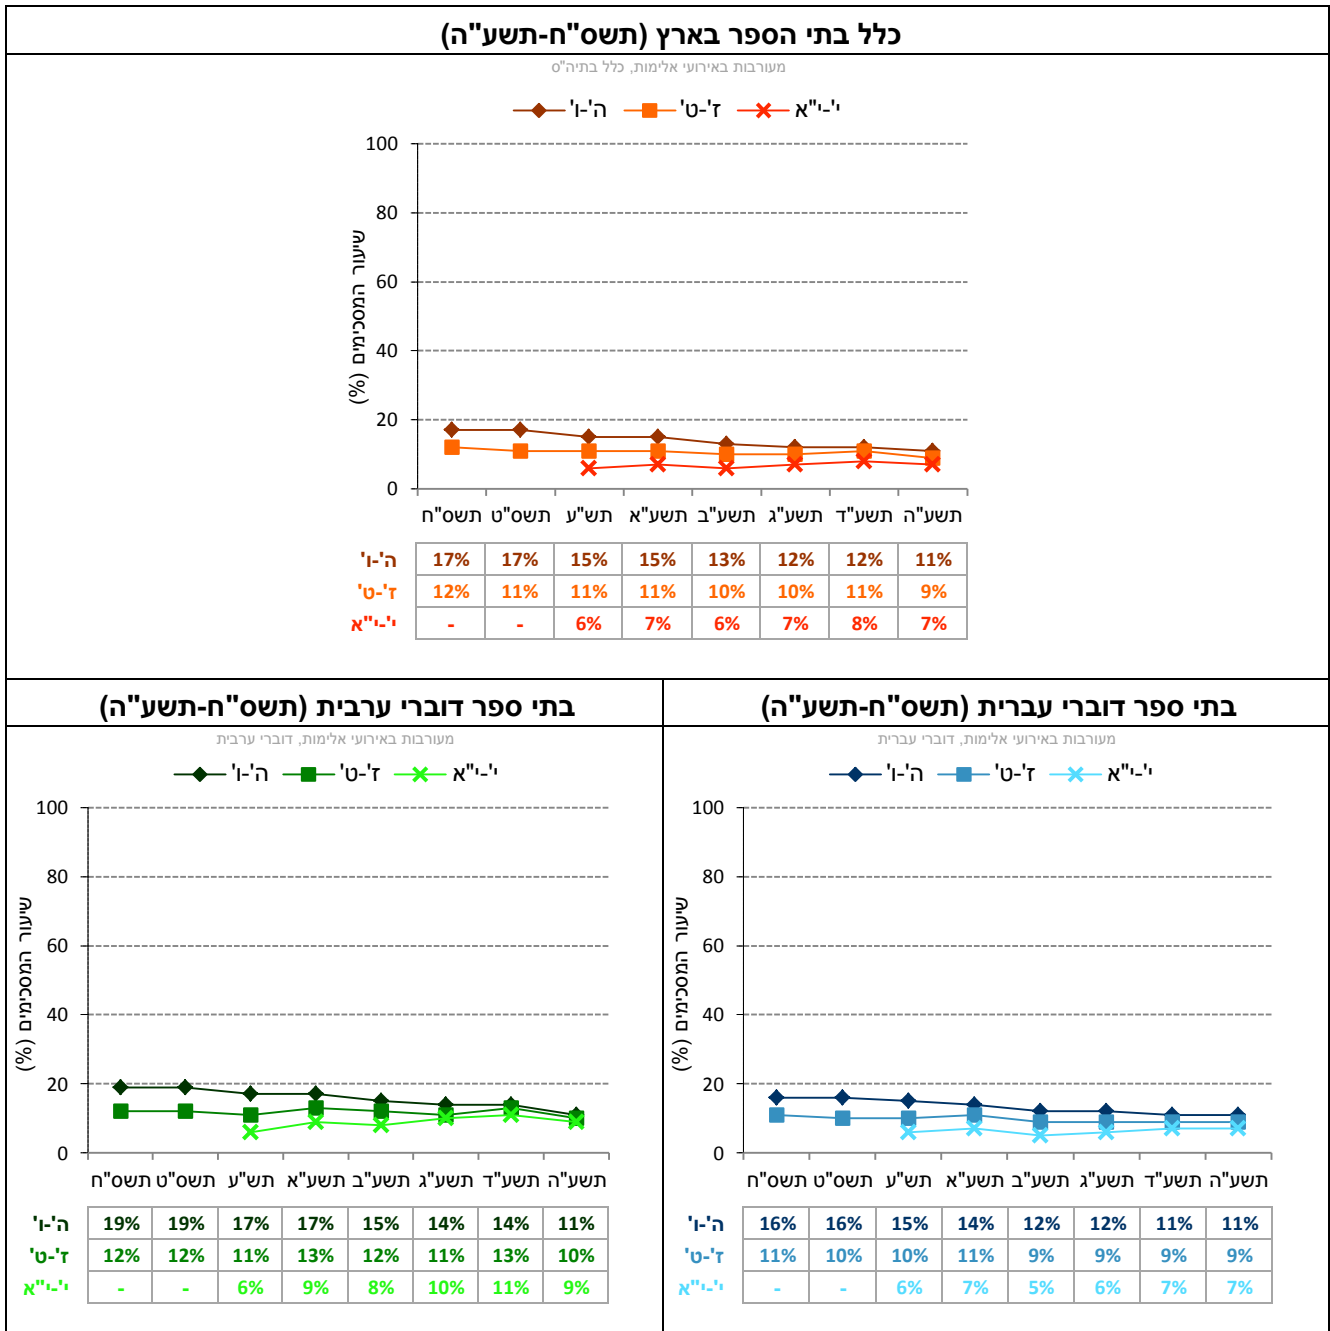 כלל בתי הספר בארץ (תשס"ח-תשע"ה)
מעורבות באירועי אלימות, כלל בתיה"ס
ה'-ו' ז'-ט' י'-י"א
שיעור המסכימים (%)
100
80
60
40
20
0
תשס"ח תשס"ט תש"ע תשע"א תשע"ב תשע"ג תשע"ד תשע"ה
ה'-ו' 17% 17% 15% 15% 13% 12% 12% 11%
ז'-ט' 12% 11% 11% 11% 10% 10% 11% 9%
י'-י"א - - 6% 7% 6% 7% 8% 7%
בתי ספר דוברי עברית (תשס"ח-תשע"ה)
מעורבות באירועי אלימות, דוברי עברית
ה'-ו' ז'-ט' י'-י"א
שיעור המסכימים (%)
100
80
60
40
20
0
תשס"ח תשס"ט תש"ע תשע"א תשע"ב תשע"ג תשע"ד תשע"ה
ה'-ו' 16% 16% 15% 14% 12% 12% 11% 11%
ז'-ט' 11% 10% 10% 11% 9% 9% 9% 9%
י'-י"א - - 6% 7% 5% 6% 7% 7%
בתי ספר דוברי ערבית (תשס"ח-תשע"ה)
מעורבות באירועי אלימות, דוברי ערבית
ה'-ו' ז'-ט' י'-י"א
שיעור המסכימים (%)
100
80
60
40
20
0
תשס"ח תשס"ט תש"ע תשע"א תשע"ב תשע"ג תשע"ד תשע"ה
ה'-ו' 19% 19% 17% 17% 15% 14% 14% 11%
ז'-ט' 12% 12% 11% 13% 12% 11% 13% 10%
י'-י"א - - 6% 9% 8% 10% 11% 9%